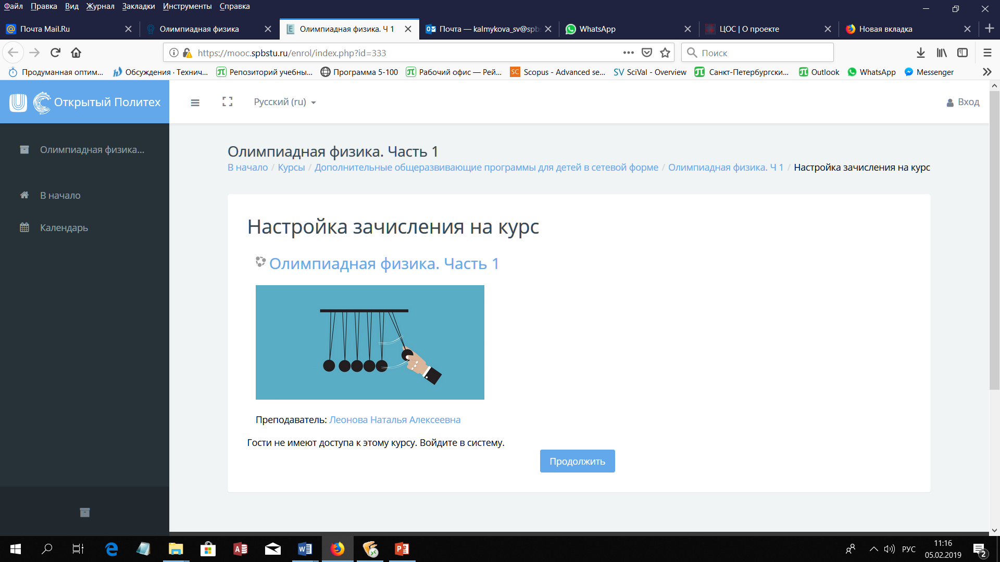 Файл Правка Вид Журнал Закладки Инструменты Справка
Почта Mail.Ru
Олимпиадная физика
Олимпиадная физика. Ч 1
Почта — kalmykova_sv@spb
WhatsApp
ЦОС | О проекте
Новая вкладка
https://mooc.spbstu.ru/enrol/index.php?id=333
Поиск
Продуманная оптим...
Обсуждения · Технич...
Репозиторий учебны...
Программа 5-100
Рабочий офис — Рей...
SC Scopus - Advanced se...
SV SciVal - Overview
Санкт-Петербургски...
Outlook
WhatsApp
Messenger
Открытый Политех
Русский (ru)
Вход
Олимпиадная физика...
В начало
Календарь
Олимпиадная физика. Часть 1
В начало / Курсы / Дополнительные общеразвивающие программы для детей в сетевой форме / Олимпиадная физика. Ч 1 / Настройка зачисления на курс
Настройка зачисления на курс
Олимпиадная физика. Часть 1
Преподаватель: Леонова Наталья Алексеевна
Гости не имеют доступа к этому курсу. Войдите в систему.
Продолжить
РУС
11:16
05.02.2019
2